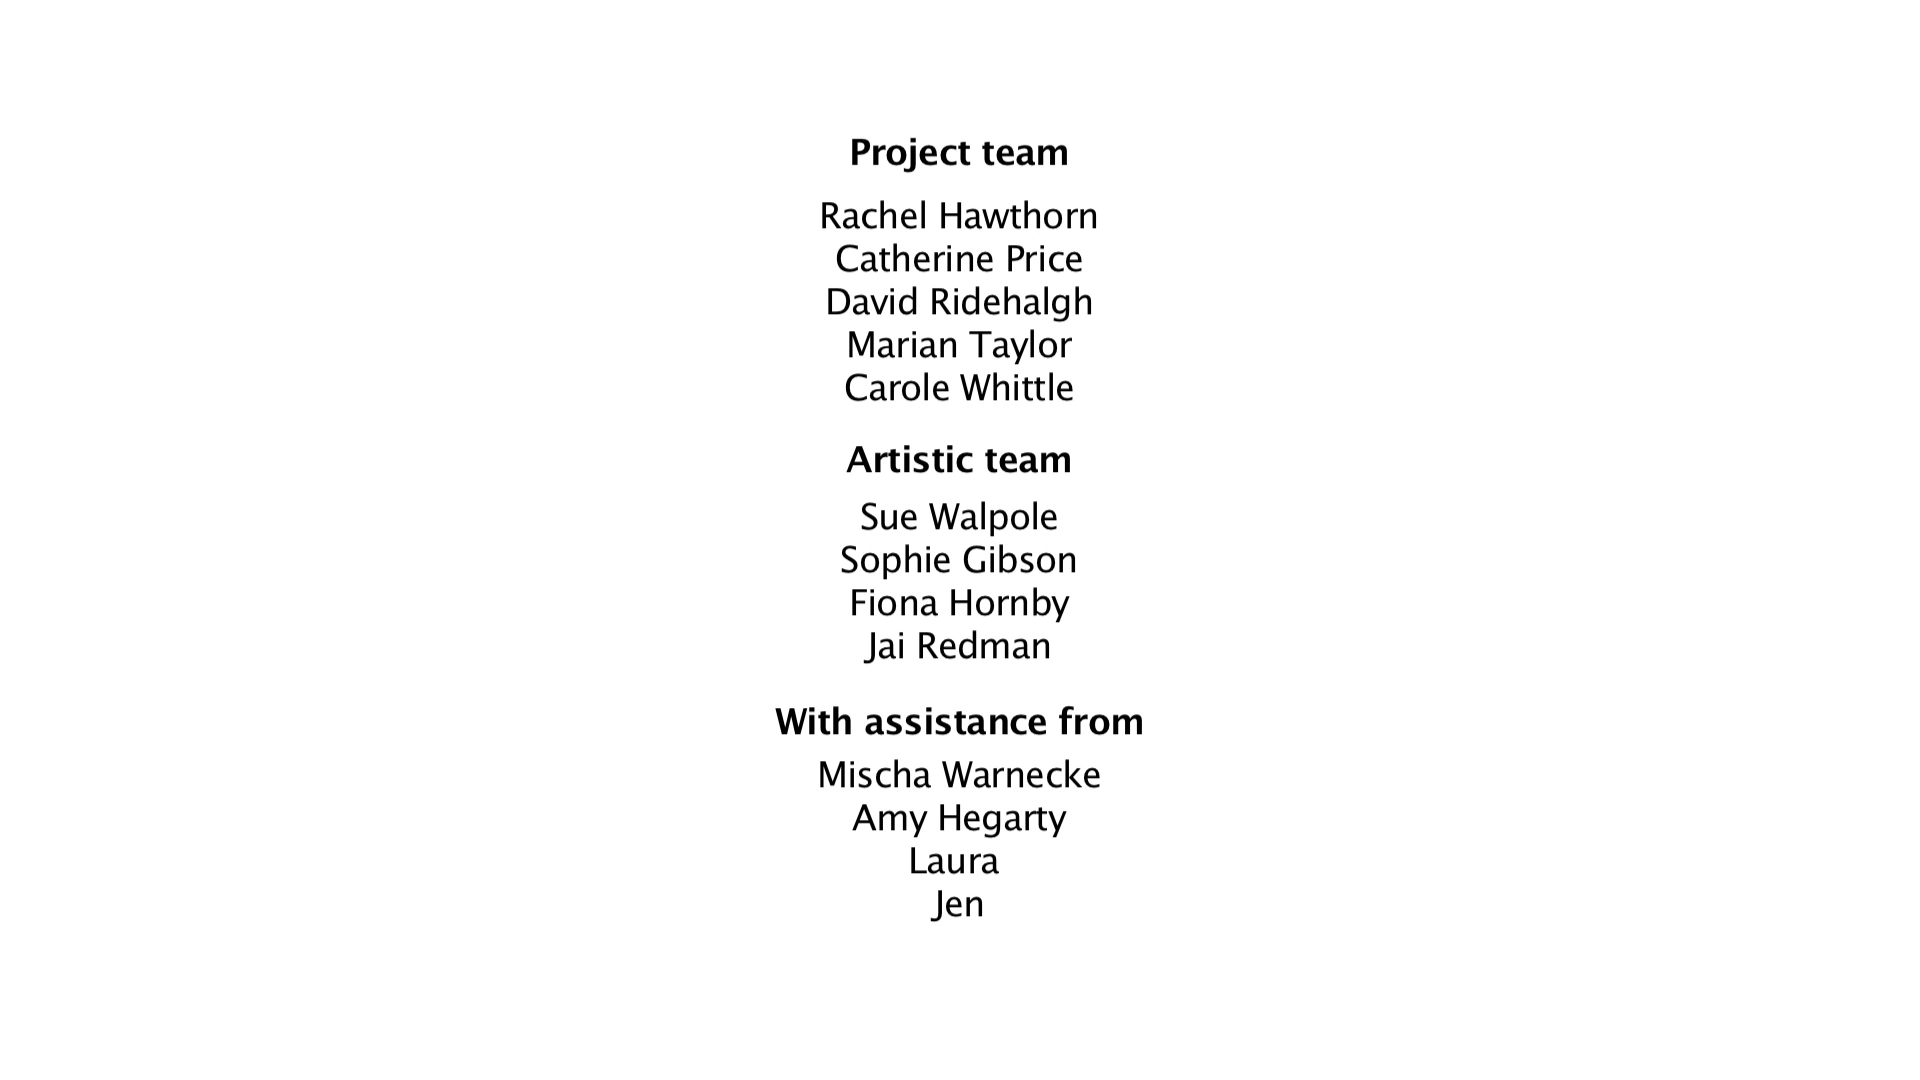 Project team
Rachel Hawthorn
Catherine Price
David Ridehalgh
Marian Taylor
Carole Whittle
Artistic team
Sue Walpole
Sophie Gibson
Fiona Hornby
Jai Redman
With assistance from
Mischa Warnecke
Amy Hegarty
Laura
Jen